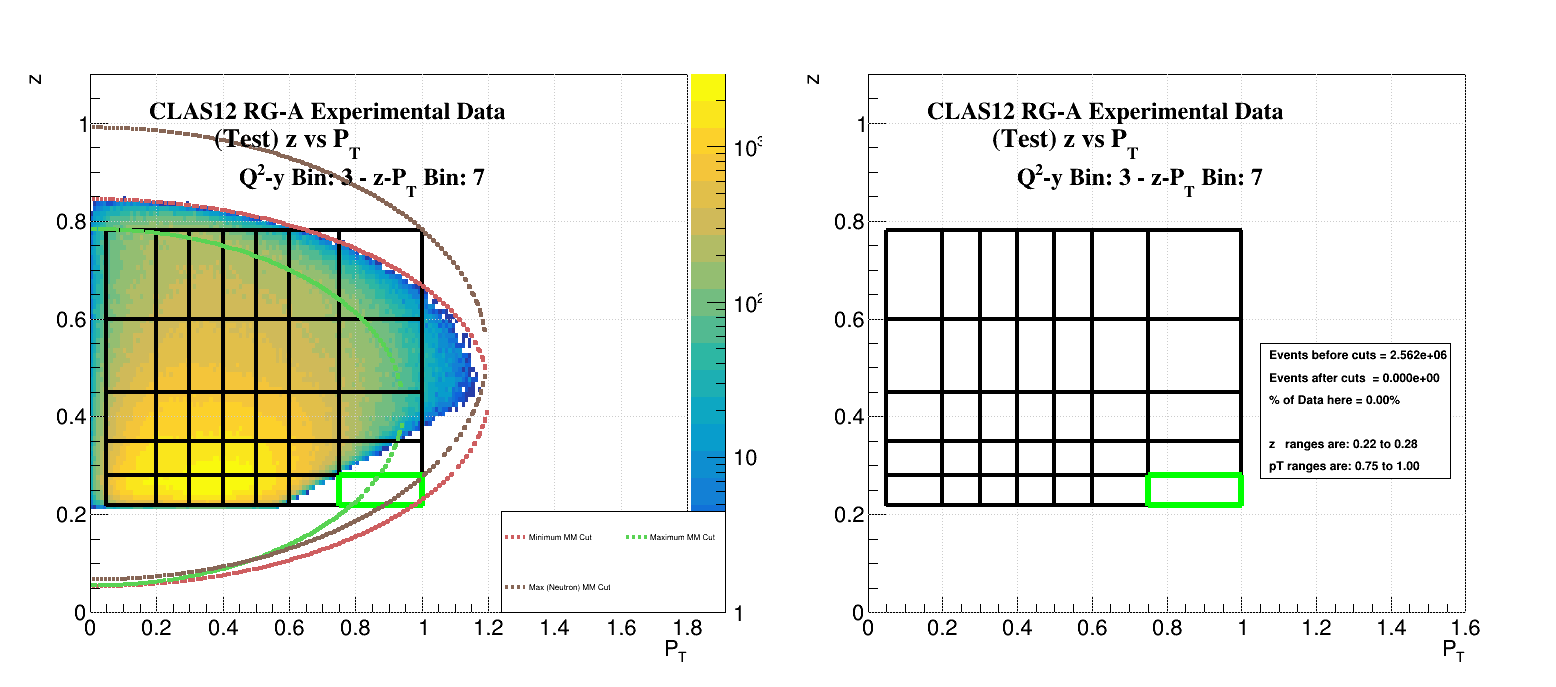 CLAS12 RG-A Experimental Data
(Test) z vs P_T
Q²-y Bin: 3 - z-P_T Bin: 7
z
1
0.8
0.6
0.4
0.2
0
0 0.2 0.4 0.6 0.8 1 1.2 1.4 1.6 1.8
P_T
10³
10²
10
1
Minimum MM Cut
Maximum MM Cut
Max (Neutron) MM Cut
CLAS12 RG-A Experimental Data
(Test) z vs P_T
Q²-y Bin: 3 - z-P_T Bin: 7
z
1
0.8
0.6
0.4
0.2
0
0 0.2 0.4 0.6 0.8 1 1.2 1.4 1.6
P_T
Events before cuts = 2.562e+06
Events after cuts = 0.000e+00
% of Data here = 0.00%
z ranges are: 0.22 to 0.28
pT ranges are: 0.75 to 1.00